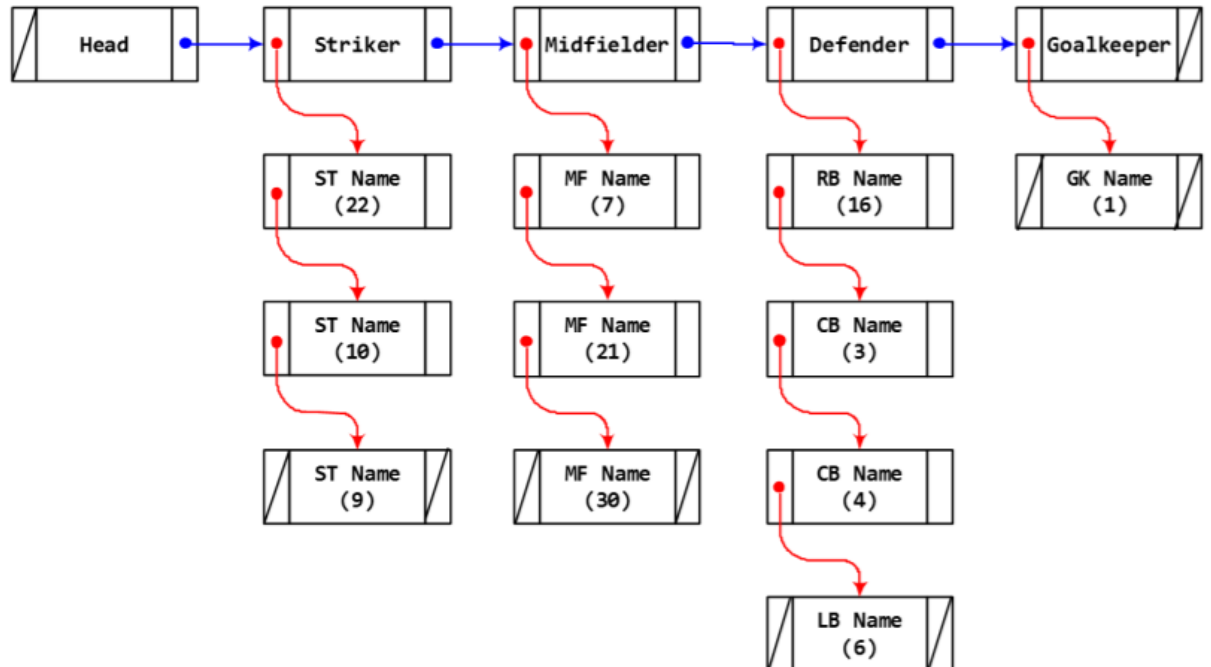 Head
Striker
Midfielder
Defender
Goalkeeper
ST Name
(22)
MF Name
(7)
RB Name
(16)
GK Name
(1)
ST Name
(10)
MF Name
(21)
CB Name
(3)
ST Name
(9)
MF Name
(30)
CB Name
(4)
LB Name
(6)